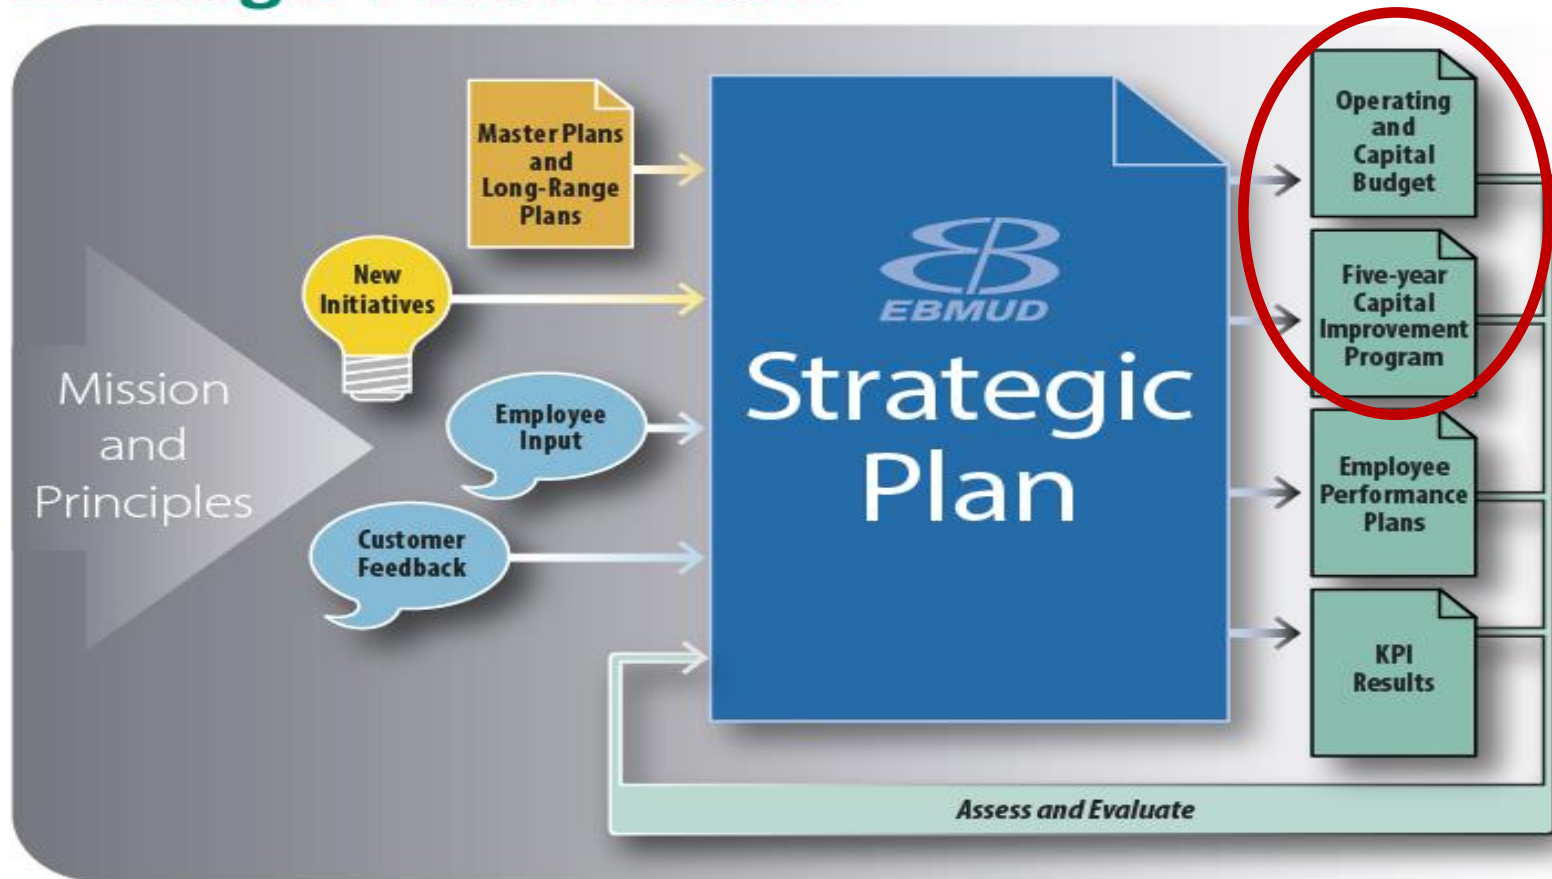 Mission
and
Principles
Master Plans
and
Long-Range
Plans
New
Initiatives
Employee
Input
Customer
Feedback
EBMUD
Strategic
Plan
Operating
and
Capital
Budget
Five-year
Capital
Improvement
Program
Employee
Performance
Plans
KPI
Results
Assess and Evaluate